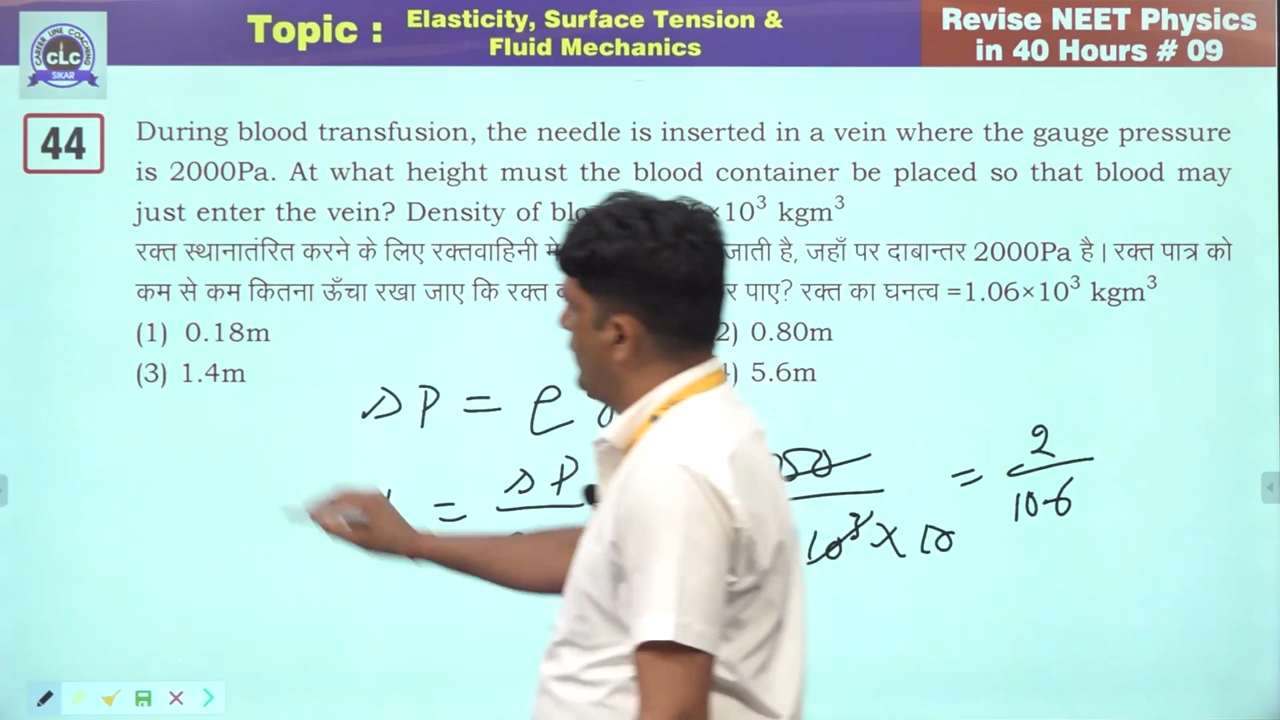 CAREER LINE COACHING
CLC
SIKAR
Topic : Elasticity, Surface Tension & Fluid Mechanics
Revise NEET Physics
in 40 Hours # 09
44
During blood transfusion, the needle is inserted in a vein where the gauge pressure
is 2000Pa. At what height must the blood container be placed so that blood may
just enter the vein? Density of ×10³ kgm³
रक्त स्थानातंरित करने के लिए रक्तवाहिनी जाती है, जहाँ पर दाबान्तर 2000Pa है। रक्त पात्र को
कम से कम कितना ऊँचा रखा जाए कि रक्त पाए? रक्त का घनत्व =1.06×10³ kgm³
(1) 0.18m 2) 0.80m
(3) 1.4m ) 5.6m
ΔP = ρ
= ΔP = 2
10³ × 10 10.6